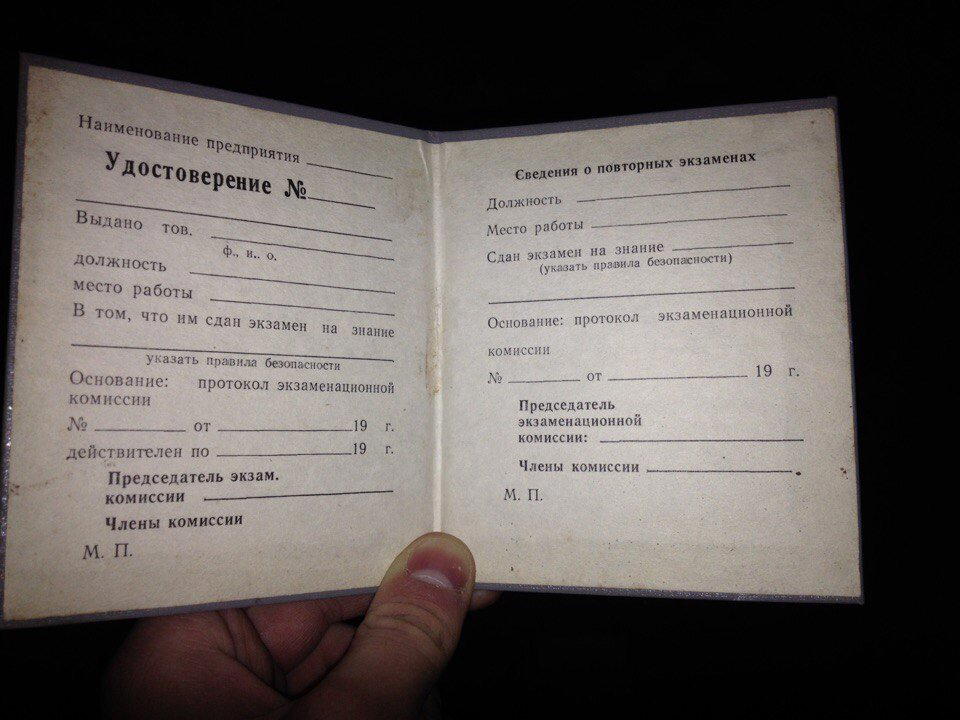 Наименование предприятия
Удостоверение №
Выдано тов.
ф., и.. о.
должность
место работы
В том, что им сдан экзамен на знание
указать правила безопасности
Основание: протокол экзаменационной
комиссии
№ от 19 г.
действителен по 19 г.
Председатель экзам.
комиссии
Члены комиссии
М. П.
Сведения о повторных экзаменах
Должность
Место работы
Сдан экзамен на знание
(указать правила безопасности)
Основание: протокол экзаменационной
комиссии
№ от 19 г.
Председатель
экзаменационной
комиссии:
Члены комиссии
М. П.